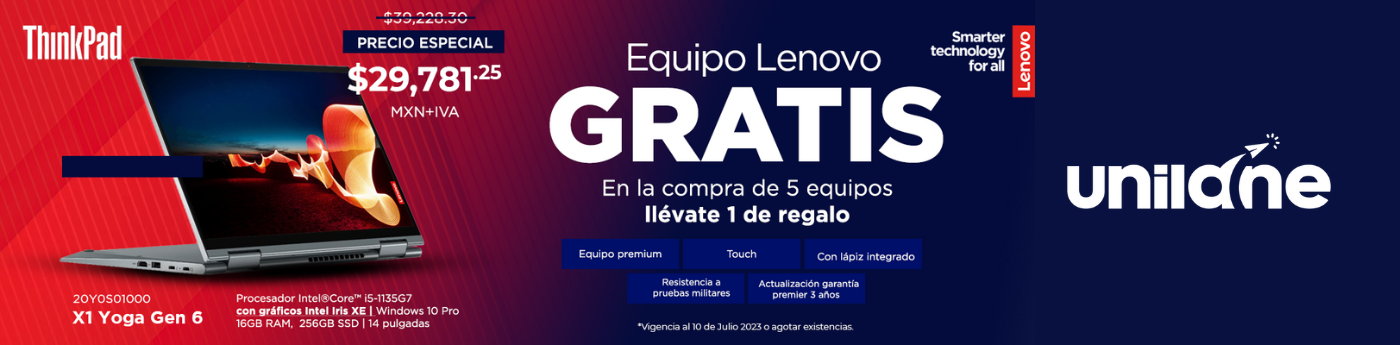 ThinkPad
$39,228.30
PRECIO ESPECIAL
$29,781.25
MXN+IVA
20Y0S01000
X1 Yoga Gen 6
Procesador Intel®Core™ i5-1135G7
con gráficos Intel Iris XE | Windows 10 Pro
16GB RAM, 256GB SSD | 14 pulgadas
Equipo Lenovo
GRATIS
En la compra de 5 equipos
llévate 1 de regalo
Equipo premium
Touch
Con lápiz integrado
Resistencia a
pruebas militares
Actualización garantía
premier 3 años
*Vigencia al 10 de Julio 2023 o agotar existencias.
Smarter
technology
for all
Lenovo
unilane